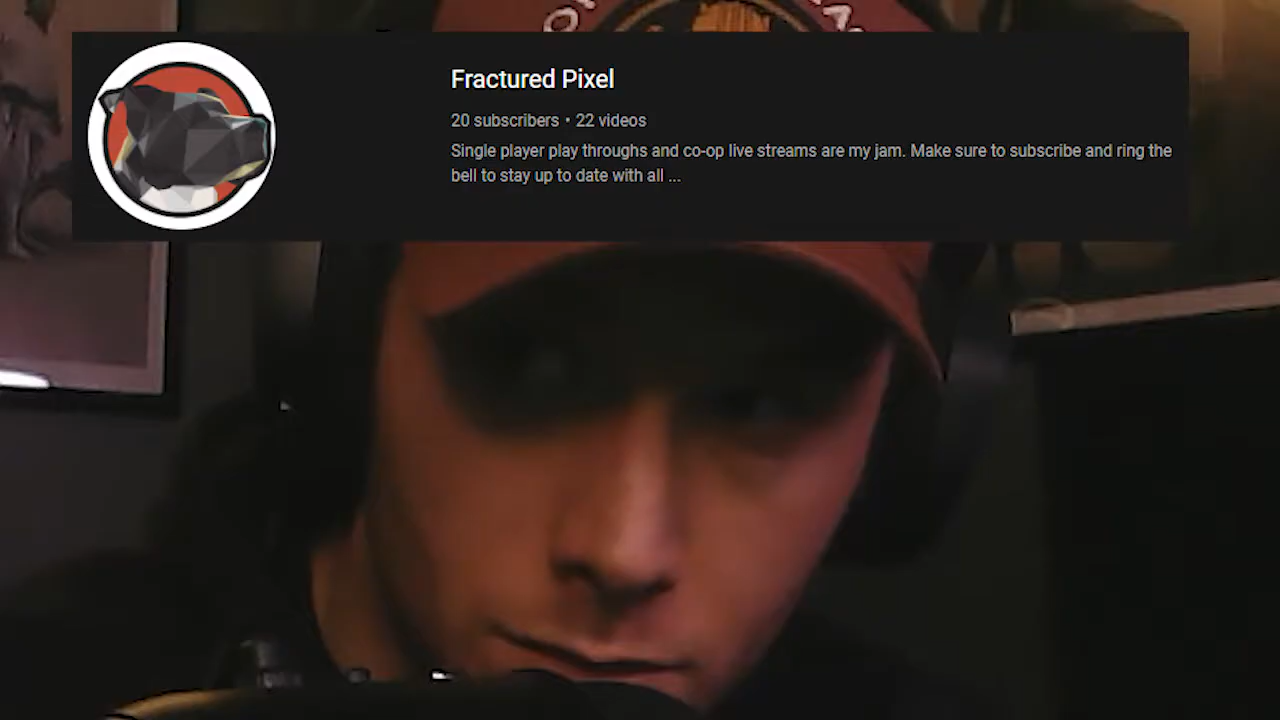 Fractured Pixel
20 subscribers • 22 videos
Single player play throughs and co-op live streams are my jam. Make sure to subscribe and ring the
bell to stay up to date with all ...